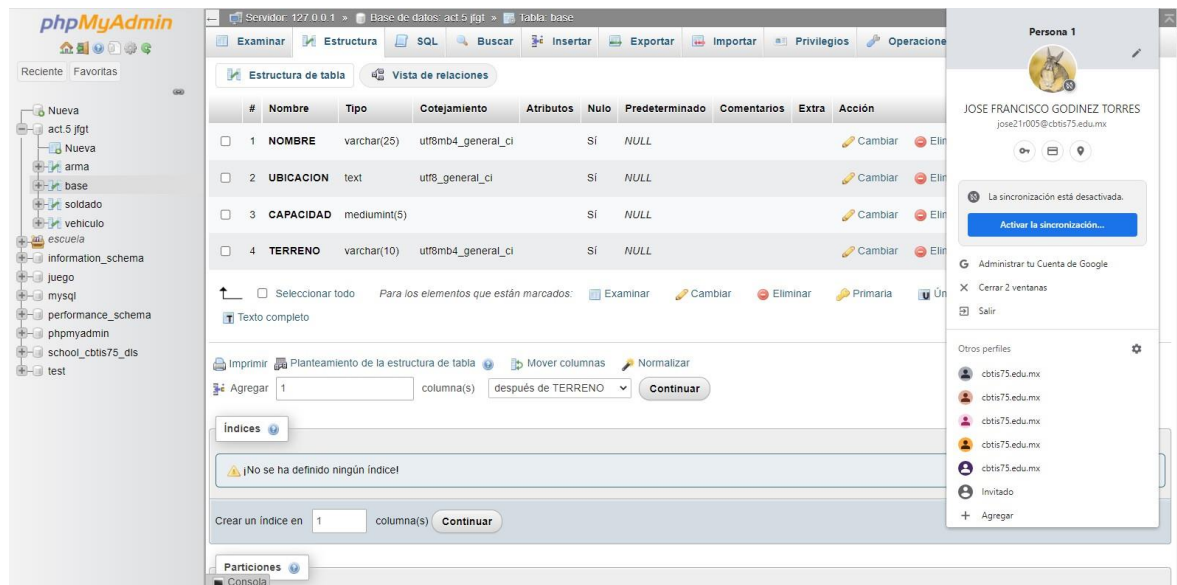 phpMyAdmin
Reciente Favoritas
Nueva
act.5 jfgt
Nueva
arma
base
soldado
vehiculo
escuela
information_schema
juego
mysql
performance_schema
phpmyadmin
school_cbtis75_dls
test
Servidor: 127.0.0.1 » Base de datos: act.5 jfgt » Tabla: base
Examinar Estructura SQL Buscar Insertar Exportar Importar Privilegios Operacione
Estructura de tabla Vista de relaciones
# Nombre Tipo Cotejamiento Atributos Nulo Predeterminado Comentarios Extra Acción
1 NOMBRE varchar(25) utf8mb4_general_ci Sí NULL Cambiar Elin
2 UBICACION text utf8_general_ci Sí NULL Cambiar Elin
3 CAPACIDAD mediumint(5) Sí NULL Cambiar Elin
4 TERRENO varchar(10) utf8mb4_general_ci Sí NULL Cambiar Elin
Seleccionar todo Para los elementos que están marcados: Examinar Cambiar Eliminar Primaria Ún
Texto completo
Imprimir Planteamiento de la estructura de tabla Mover columnas Normalizar
Agregar 1 columna(s) después de TERRENO Continuar
Índices
¡No se ha definido ningún índice!
Crear un índice en 1 columna(s) Continuar
Particiones
Consola
Persona 1
JOSE FRANCISCO GODINEZ TORRES
jose21r005@cbtis75.edu.mx
La sincronización está desactivada.
Activar la sincronización...
Administrar tu Cuenta de Google
Cerrar 2 ventanas
Salir
Otros perfiles
cbtis75.edu.mx
cbtis75.edu.mx
cbtis75.edu.mx
cbtis75.edu.mx
cbtis75.edu.mx
Invitado
Agregar